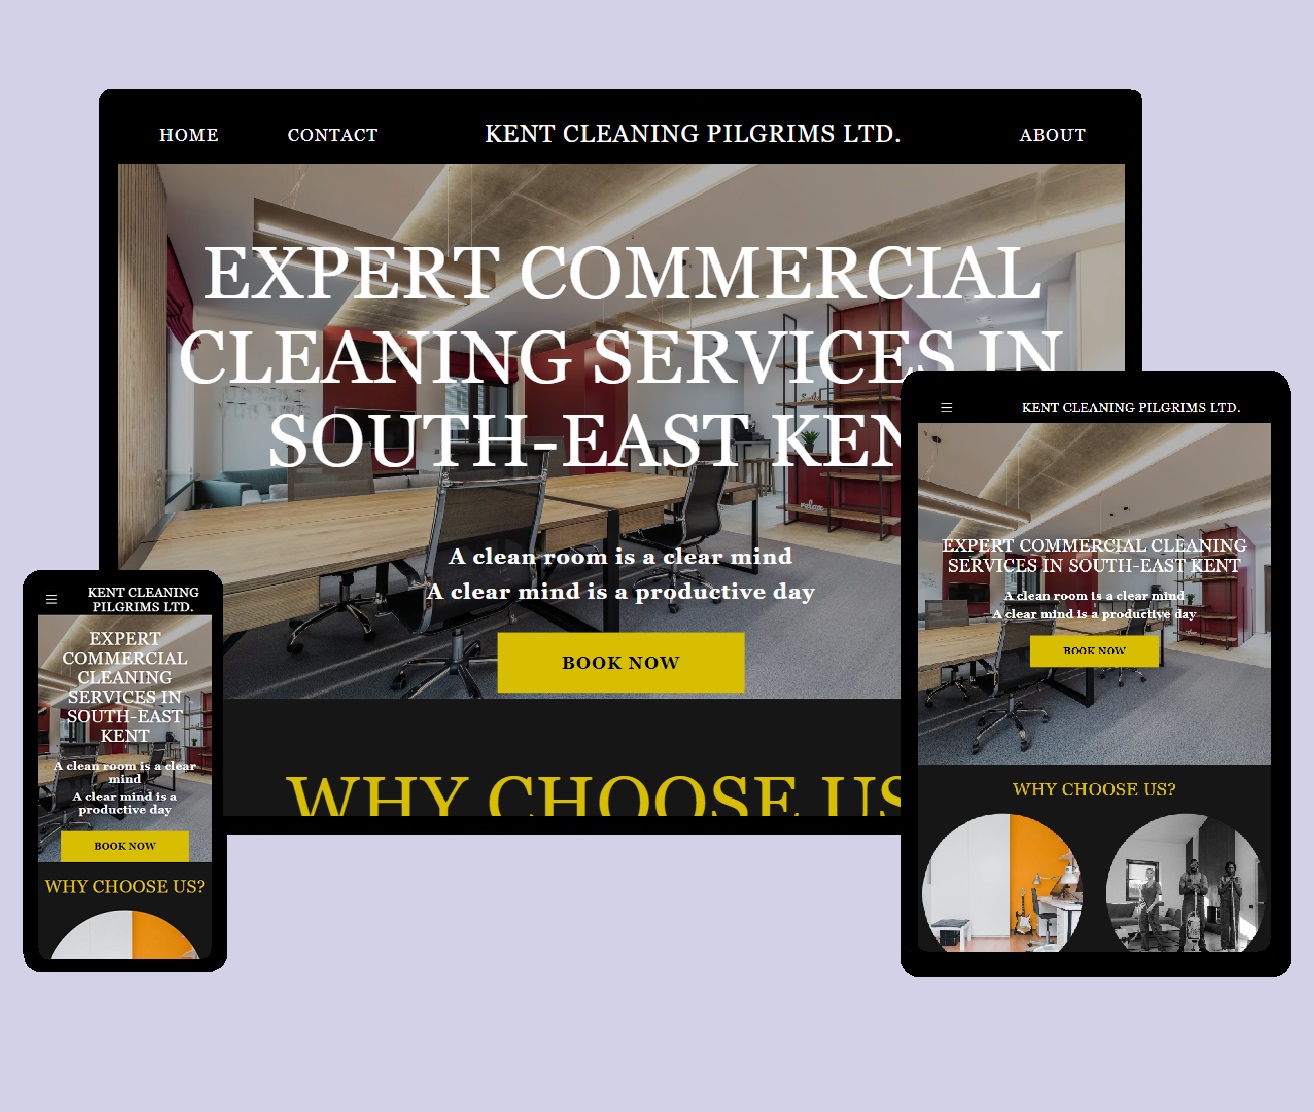 HOME CONTACT KENT CLEANING PILGRIMS LTD. ABOUT
EXPERT COMMERCIAL
CLEANING SERVICES IN
SOUTH-EAST
A clean room is a clear mind
A clear mind is a productive day
BOOK NOW
WHY CHOOSE US
KENT CLEANING
PILGRIMS LTD.
EXPERT
COMMERCIAL
CLEANING
SERVICES IN
SOUTH-EAST
KENT
A clean room is a clear
mind
A clear mind is a
productive day
BOOK NOW
WHY CHOOSE US?
KENT CLEANING PILGRIMS LTD.
EXPERT COMMERCIAL CLEANING
SERVICES IN SOUTH-EAST KENT
A clean room is a clear mind
A clear mind is a productive day
BOOK NOW
WHY CHOOSE US?